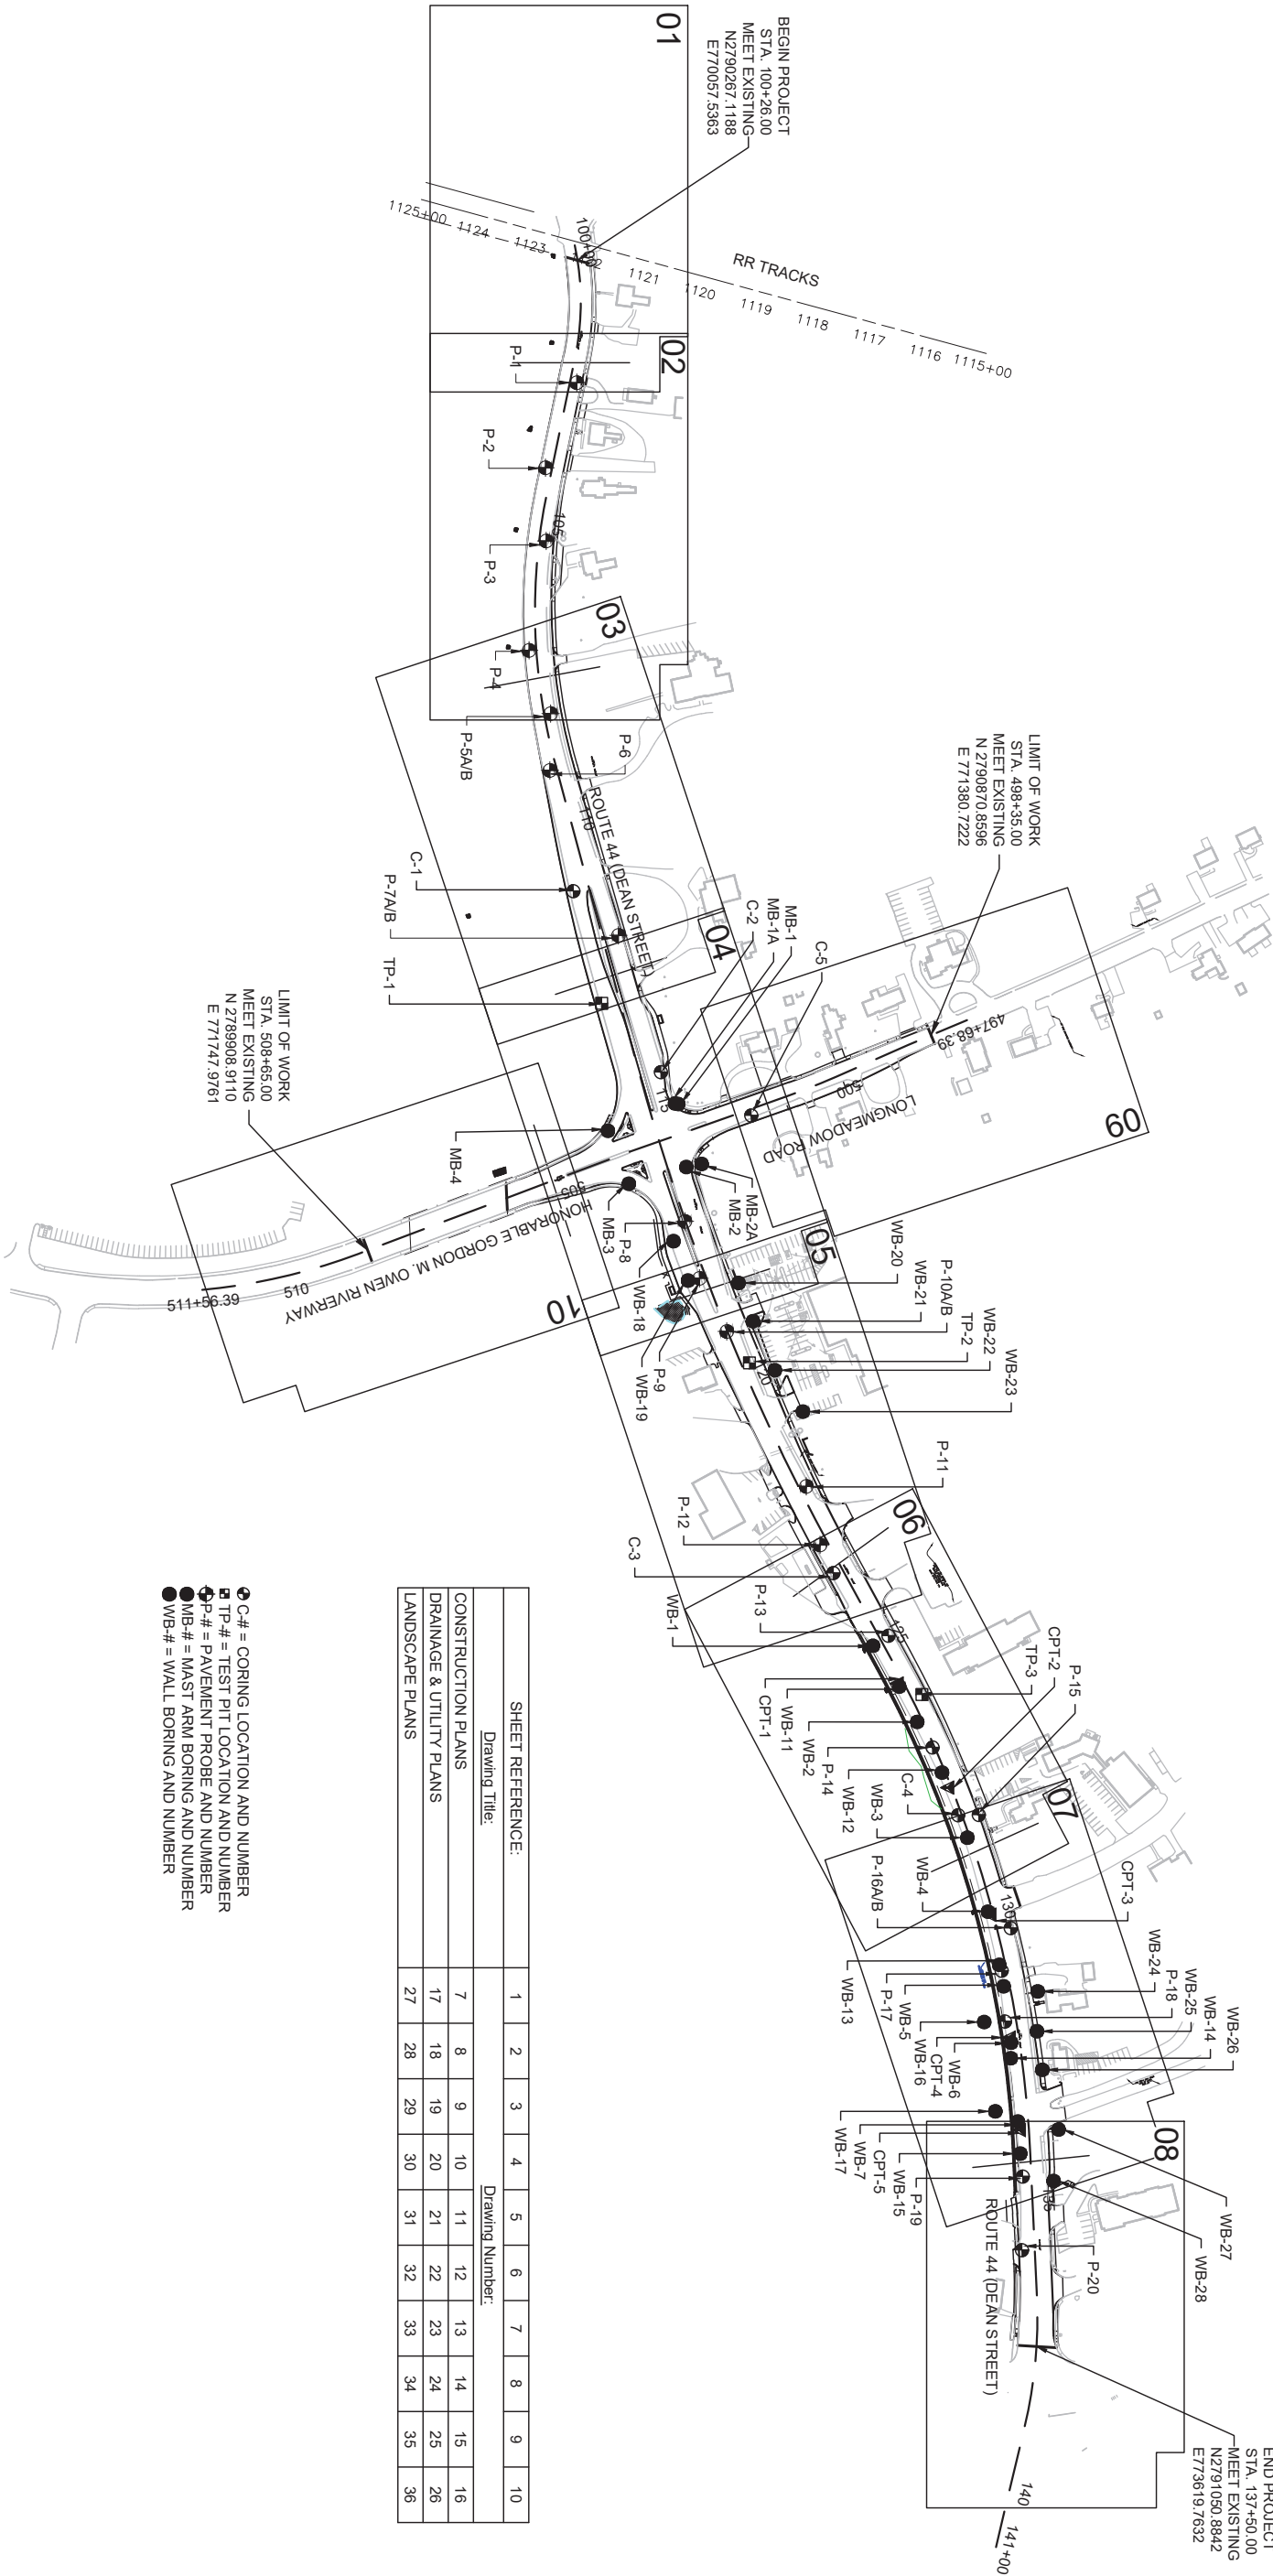 01
BEGIN PROJECT
STA. 100+26.00
MEET EXISTING
N2790267.1188
E770057.5363
1125+00
1124
1123
1121
1120
1119
1118
1117
1116
1115+00
RR TRACKS
100+00
02
P-1
P-2
P-3
105
03
P-4
P-5A/B
P-6
ROUTE 44 (DEAN STREET)
110
C-1
P-7A/B
TP-1
04
C-2
MB-1A
MB-1
C-5
115
LIMIT OF WORK
STA. 498+35.00
MEET EXISTING
N 2790870.8596
E 771380.7222
497+68.39
500
LONGMEADOW ROAD
09
LIMIT OF WORK
STA. 508+65.00
MEET EXISTING
N 2789908.9110
E 771747.9761
MB-4
MB-3
505
HONORABLE GORDON M. OWEN RIVERWAY
510
511+56.39
10
MB-2A
MB-2
P-8
WB-18
P-9
WB-19
05
WB-20
WB-21
P-10A/B
TP-2
WB-22
WB-23
120
P-11
P-12
C-3
06
WB-1
P-13
125
CPT-1
WB-11
WB-2
P-14
WB-12
TP-3
CPT-2
P-15
C-4
WB-3
07
WB-4
P-16A/B
130
CPT-3
WB-13
P-17
WB-5
WB-16
CPT-4
WB-6
WB-24
P-18
WB-25
WB-14
WB-26
WB-17
WB-7
CPT-5
WB-15
P-19
08
135
WB-27
WB-28
P-20
ROUTE 44 (DEAN STREET)
END PROJECT
STA. 137+50.00
MEET EXISTING
N2791050.8842
E773619.7632
140
141+00
SHEET REFERENCE: 1 2 3 4 5 6 7 8 9 10
Drawing Title: Drawing Number:
CONSTRUCTION PLANS 7 8 9 10 11 12 13 14 15 16
DRAINAGE & UTILITY PLANS 17 18 19 20 21 22 23 24 25 26
LANDSCAPE PLANS 27 28 29 30 31 32 33 34 35 36
C-# = CORING LOCATION AND NUMBER
TP-# = TEST PIT LOCATION AND NUMBER
P-# = PAVEMENT PROBE AND NUMBER
MB-# = MAST ARM BORING AND NUMBER
WB-# = WALL BORING AND NUMBER